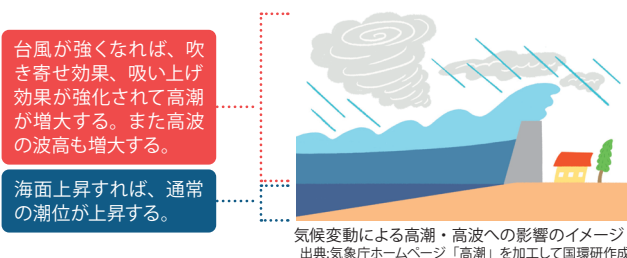 台風が強くなれば、吹
き寄せ効果、吸い上げ
効果が強化されて高潮
が増大する。また高波
の波高も増大する。
海面上昇すれば、通常
の潮位が上昇する。
気候変動による高潮・高波への影響のイメージ
出典:気象庁ホームページ「高潮」を加工して国環研作成